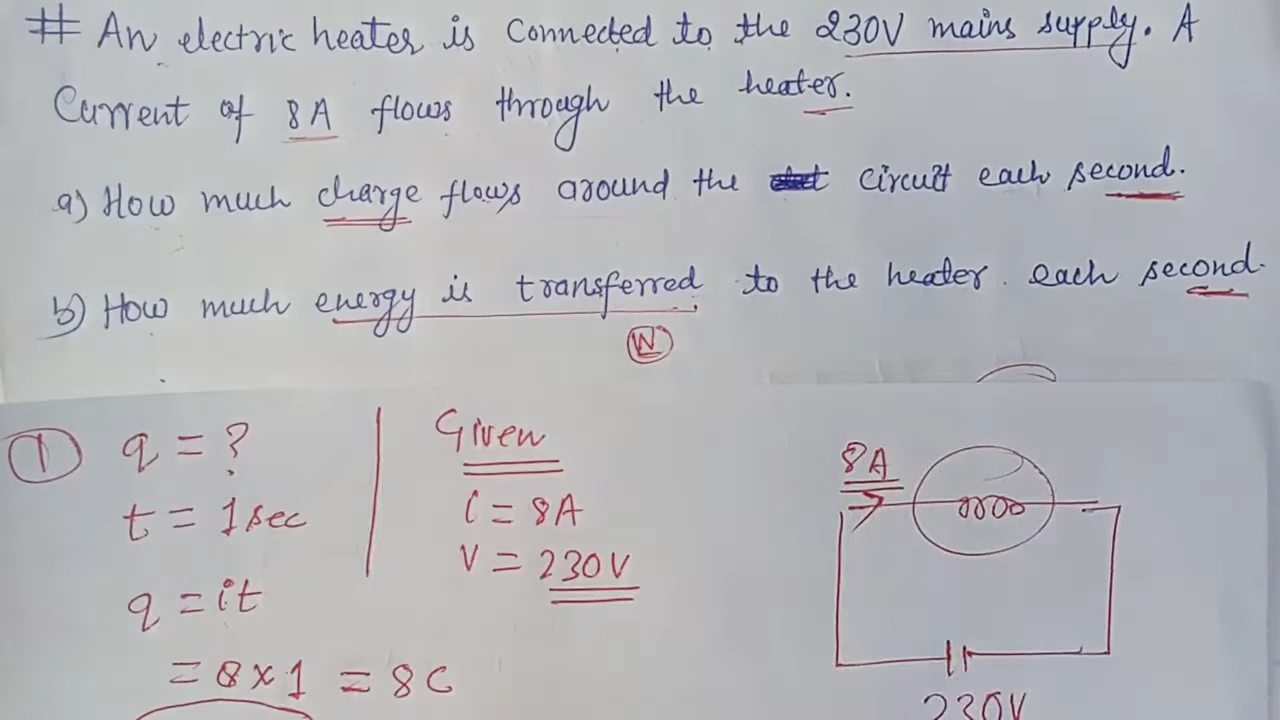 # An electric heater is connected to the 230V mains supply. A
Current of 8A flows through the heater.
a) How much charge flows around the circuit each second.
b) How much energy is transferred to the heater. each second.
W
1 q = ?
t = 1 sec
q = it
= 8 x 1 = 8C
Given
i = 8A
V = 230V
8A
230V